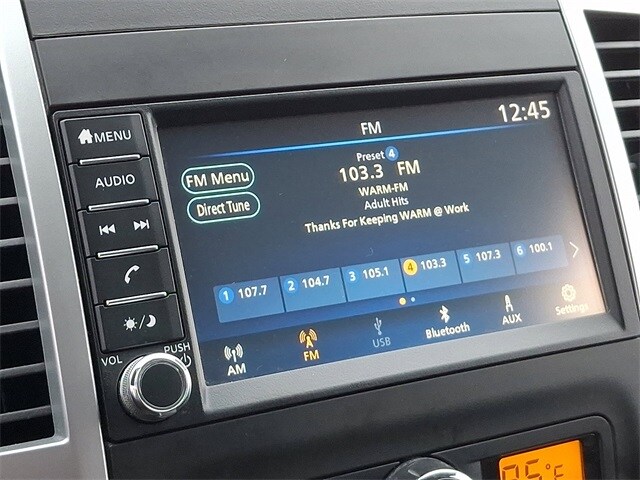 MENU
AUDIO
VOL
PUSH
FM
12:45
Preset 4
103.3 FM
WARM-FM
Adult Hits
Thanks For Keeping WARM @ Work
FM Menu
Direct Tune
1 107.7 2 104.7 3 105.1 4 103.3 5 107.3 6 100.1
AM FM USB Bluetooth AUX Settings